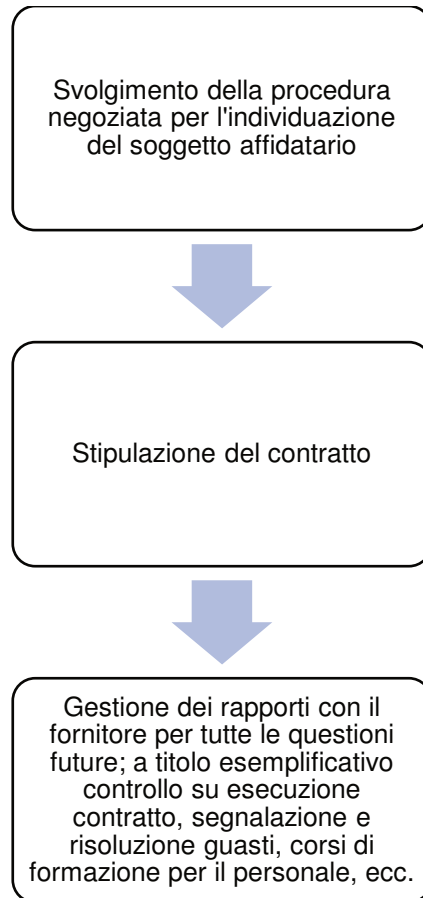 Svolgimento della procedura
negoziata per l'individuazione
del soggetto affidatario
Stipulazione del contratto
Gestione dei rapporti con il
fornitore per tutte le questioni
future; a titolo esemplificativo
controllo su esecuzione
contratto, segnalazione e
risoluzione guasti, corsi di
formazione per il personale, ecc.